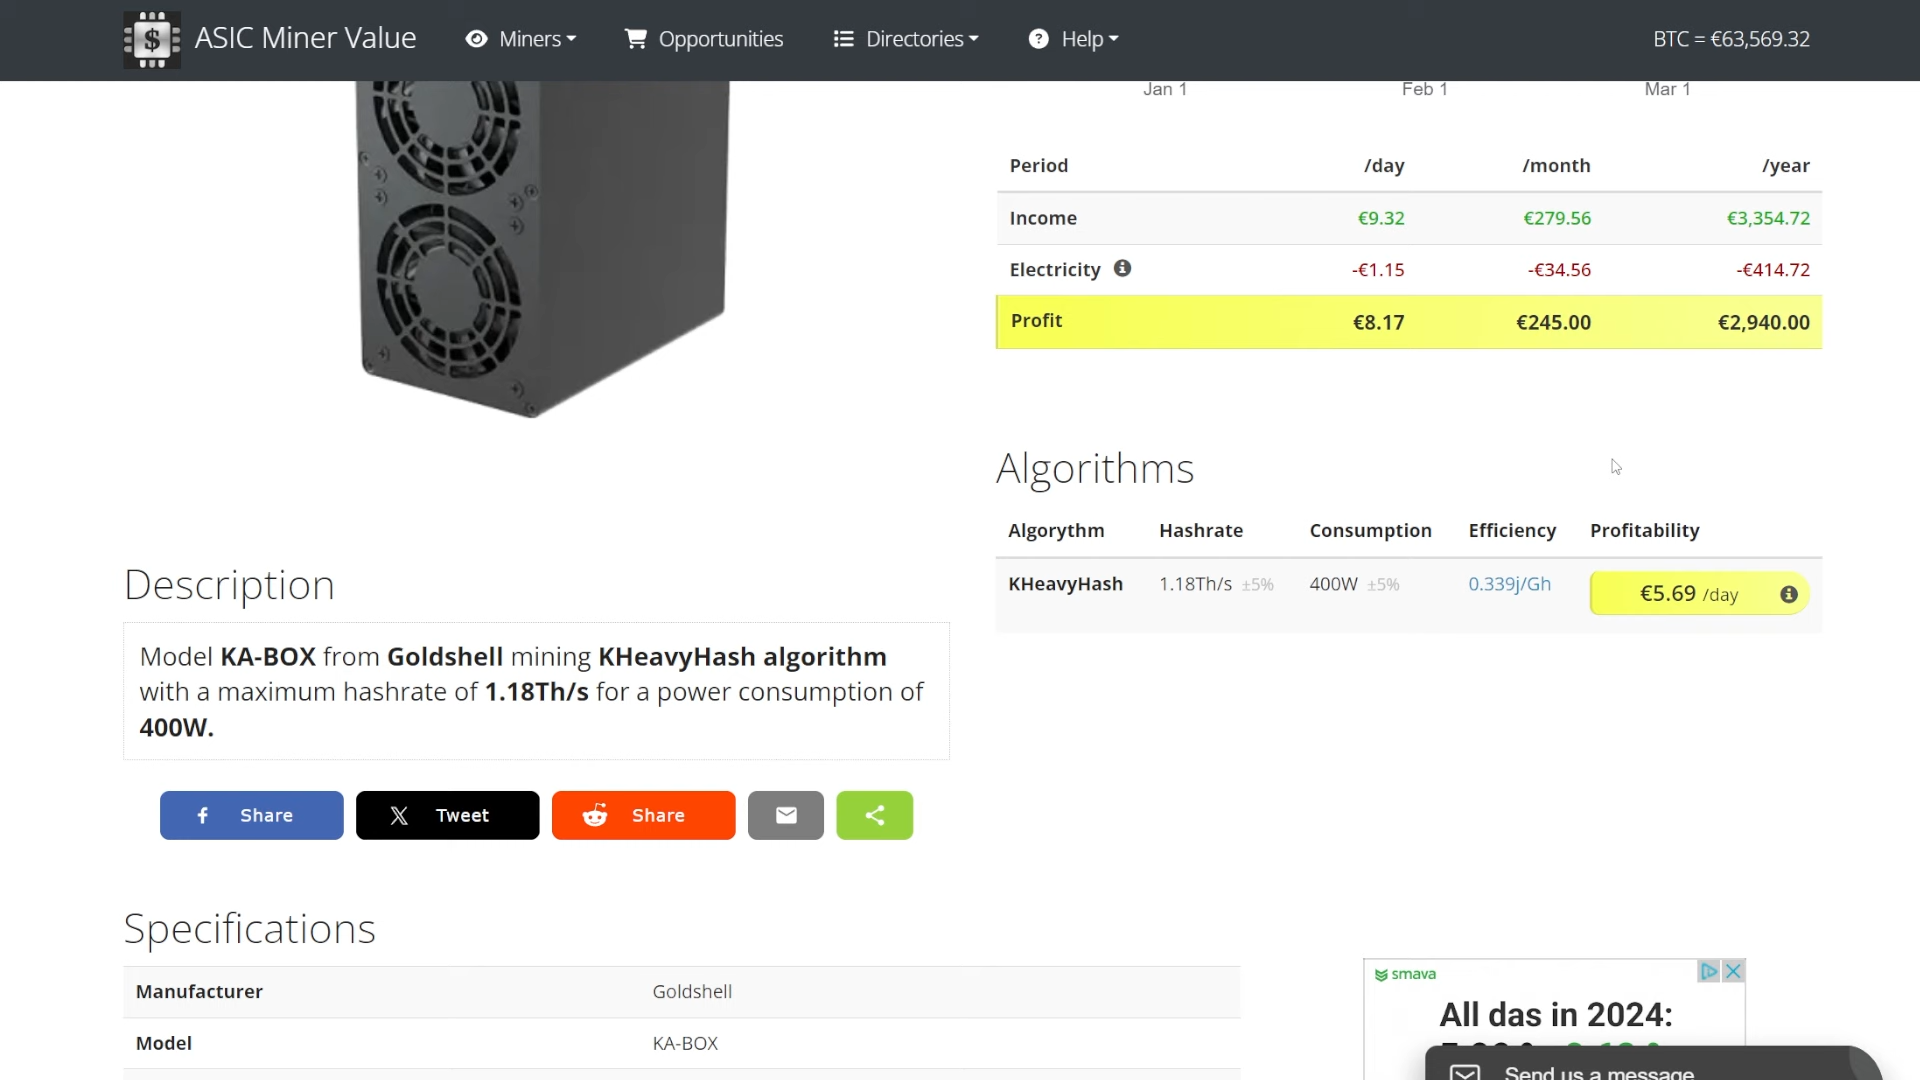 $ ASIC Miner Value Miners Opportunities Directories Help BTC = €63,569.32
Jan 1 Feb 1 Mar 1
Period /day /month /year
Income €9.32 €279.56 €3,354.72
Electricity -€1.15 -€34.56 -€414.72
Profit €8.17 €245.00 €2,940.00
Algorithms
Algorythm Hashrate Consumption Efficiency Profitability
KHeavyHash 1.18Th/s ±5% 400W ±5% 0.339j/Gh €5.69 /day
Description
Model KA-BOX from Goldshell mining KHeavyHash algorithm
with a maximum hashrate of 1.18Th/s for a power consumption of
400W.
Share Tweet Share
Specifications
Manufacturer Goldshell
Model KA-BOX
smava
All das in 2024:
Send us a message